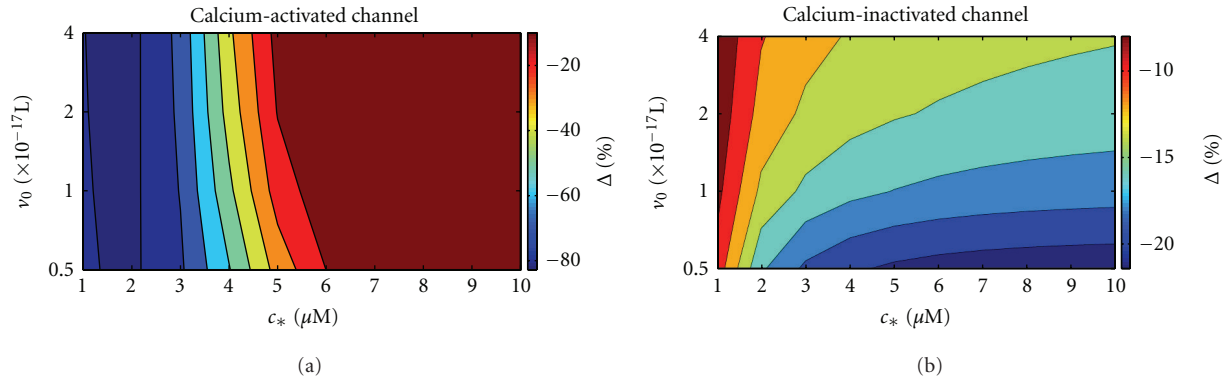 Calcium-activated channel
4
2
1
0.5
ν0 (×10−17L)
1 2 3 4 5 6 7 8 9 10
c∗ (μM)
−20
−40
−60
−80
Δ (%)
(a)
Calcium-inactivated channel
4
2
1
0.5
ν0 (×10−17L)
1 2 3 4 5 6 7 8 9 10
c∗ (μM)
−10
−15
−20
Δ (%)
(b)